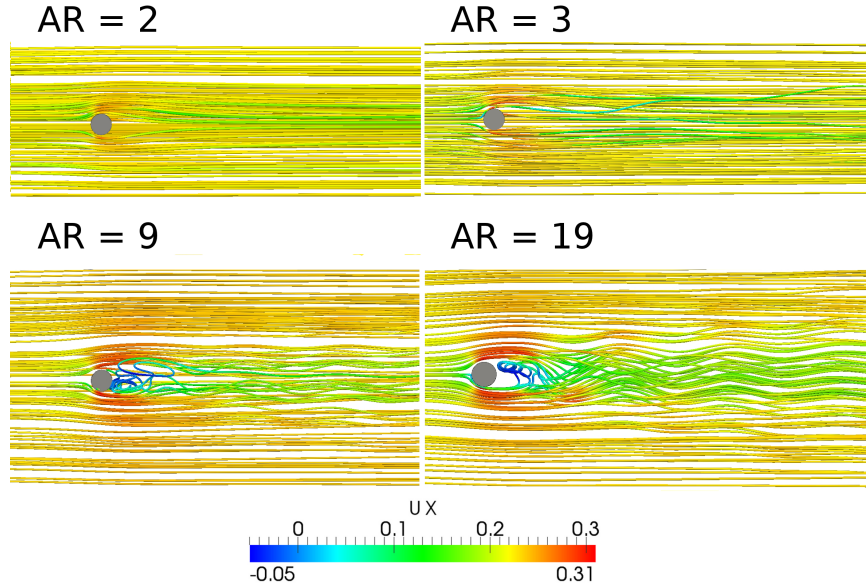 AR = 2
AR = 3
AR = 9
AR = 19
U X
0 0.1 0.2 0.3
-0.05 0.31